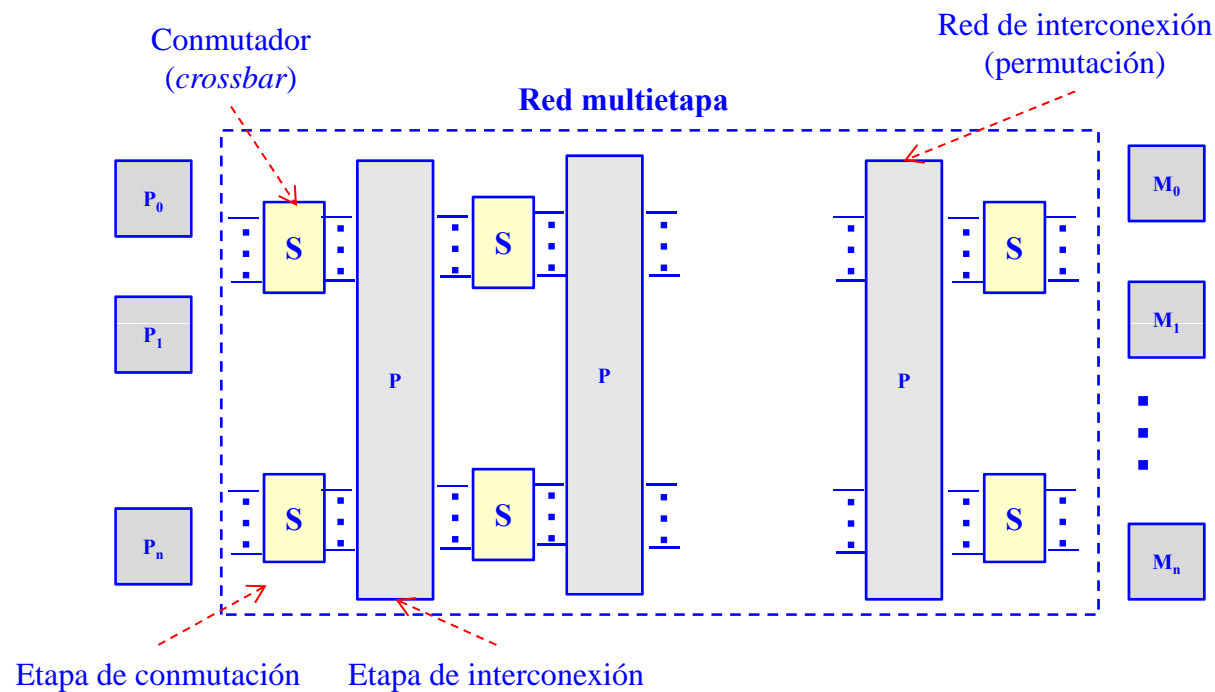 Conmutador
(crossbar)
Red de interconexión
(permutación)
Red multietapa
P0
P1
Pn
S
S
P
S
S
P
P
S
S
M0
M1
Mn
Etapa de conmutación
Etapa de interconexión